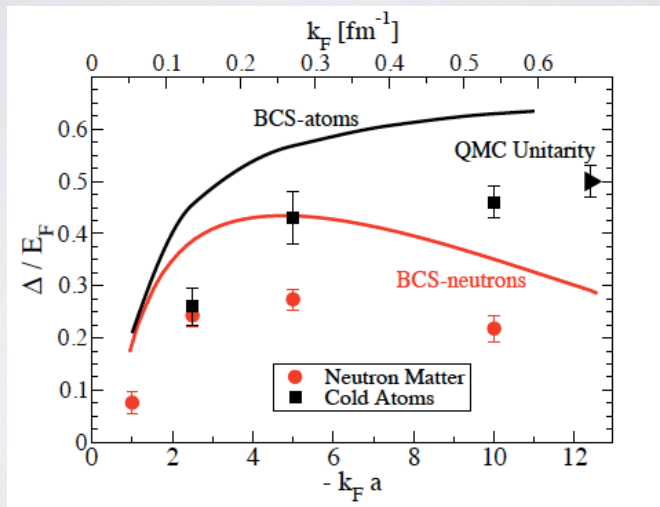 k_F [fm^-1]
0 0.1 0.2 0.3 0.4 0.5 0.6
BCS-atoms
QMC Unitarity
BCS-neutrons
Δ / E_F
0.6
0.5
0.4
0.3
0.2
0.1
0
Neutron Matter
Cold Atoms
0 2 4 6 8 10 12
- k_F a